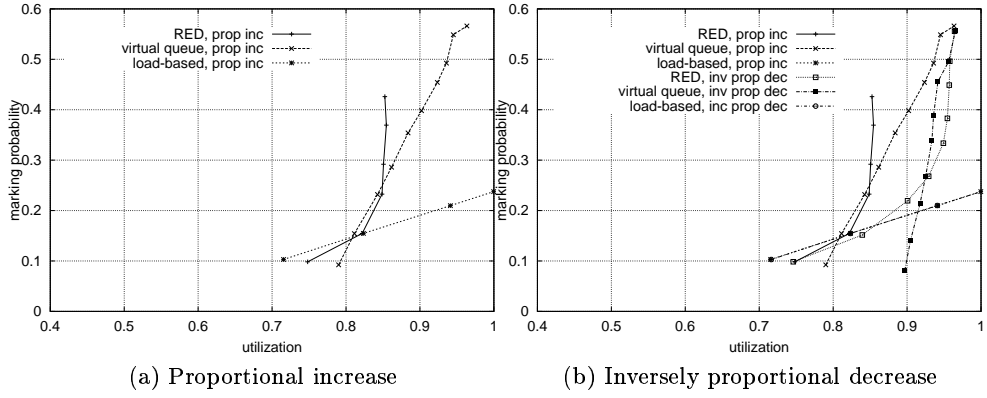 0.6
0.5
0.4
0.3
0.2
0.1
0
marking probability
RED, prop inc
virtual queue, prop inc
load-based, prop inc
0.4 0.5 0.6 0.7 0.8 0.9 1
utilization
(a) Proportional increase
0.6
0.5
0.4
0.3
0.2
0.1
0
marking probability
RED, prop inc
virtual queue, prop inc
load-based, prop inc
RED, inv prop dec
virtual queue, inv prop dec
load-based, inc prop dec
0.4 0.5 0.6 0.7 0.8 0.9 1
utilization
(b) Inversely proportional decrease